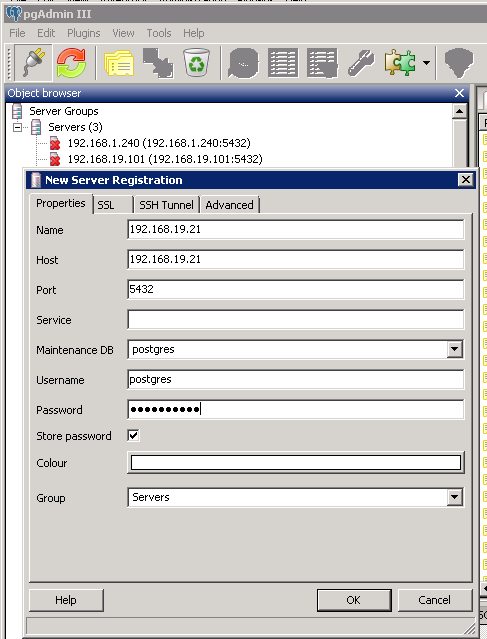 pgAdmin III
File Edit Plugins View Tools Help
Object browser
Server Groups
Servers (3)
192.168.1.240 (192.168.1.240:5432)
192.168.19.101 (192.168.19.101:5432)
New Server Registration
Properties SSL SSH Tunnel Advanced
Name 192.168.19.21
Host 192.168.19.21
Port 5432
Service
Maintenance DB postgres
Username postgres
Password ●●●●●●●●●●
Store password
Colour
Group Servers
Help OK Cancel